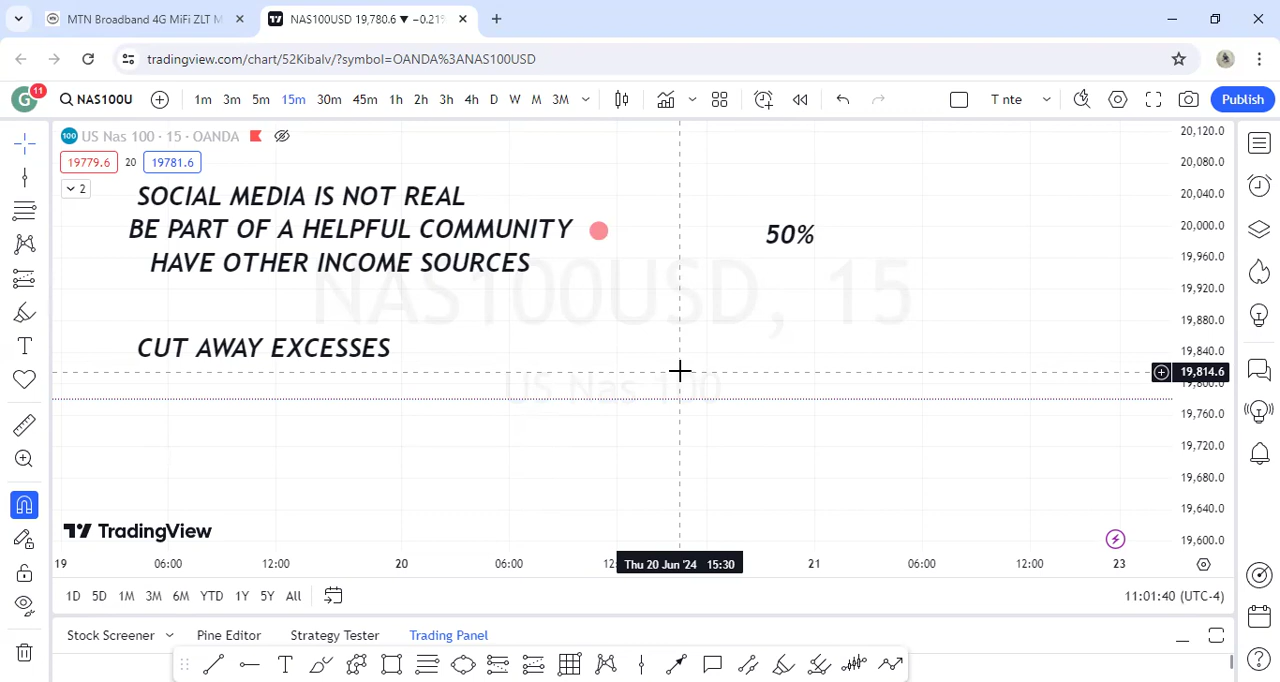 MTN Broadband 4G MiFi ZLT M
NAS100USD 19,780.6 ▼ −0.21%
tradingview.com/chart/52Kibalv/?symbol=OANDA%3ANAS100USD
G 11 NAS100U 1m 3m 5m 15m 30m 45m 1h 2h 3h 4h D W M 3M T nte Publish
100 US Nas 100 · 15 · OANDA
19779.6 20 19781.6
2
SOCIAL MEDIA IS NOT REAL
BE PART OF A HELPFUL COMMUNITY
HAVE OTHER INCOME SOURCES
50%
CUT AWAY EXCESSES
NAS100USD, 15
US Nas 100
20,120.0
20,080.0
20,040.0
20,000.0
19,960.0
19,920.0
19,880.0
19,840.0
19,814.6
19,800.0
19,760.0
19,720.0
19,680.0
19,640.0
19,600.0
TradingView
19 06:00 12:00 20 06:00 12: Thu 20 Jun '24 15:30 21 06:00 12:00 23
1D 5D 1M 3M 6M YTD 1Y 5Y All 11:01:40 (UTC-4)
Stock Screener Pine Editor Strategy Tester Trading Panel